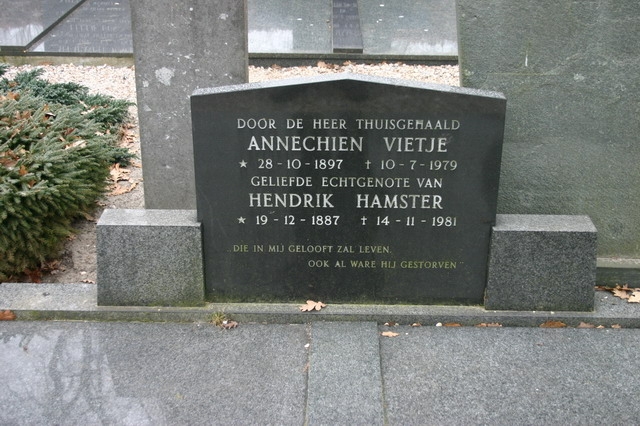 DOOR DE HEER THUISGEHAALD
ANNECHIEN VIETJE
★ 28-10-1897 † 10-7-1979
GELIEFDE ECHTGENOTE VAN
HENDRIK HAMSTER
★ 19-12-1887 † 14-11-1981
"DIE IN MIJ GELOOFT ZAL LEVEN,
OOK AL WARE HIJ GESTORVEN"